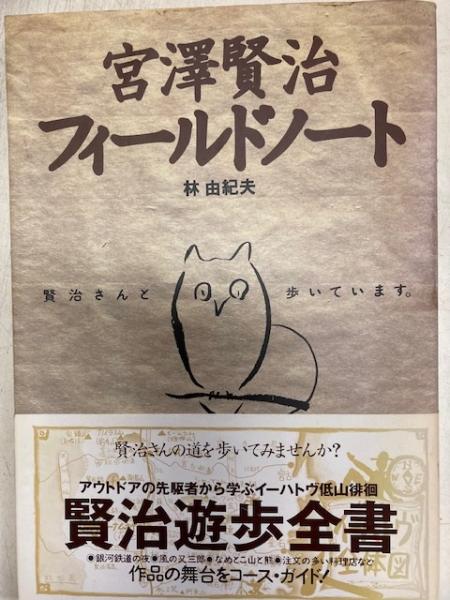 宮澤賢治
フィールドノート
林 由紀夫
賢治さんと 歩いています。
賢治さんの道を歩いてみませんか?
アウトドアの先駆者から学ぶイーハトヴ低山徘徊
賢治遊歩全書
●銀河鉄道の夜●風の又三郎●なめとこ山と熊●注文の多い料理店など
作品の舞台をコース・ガイド!